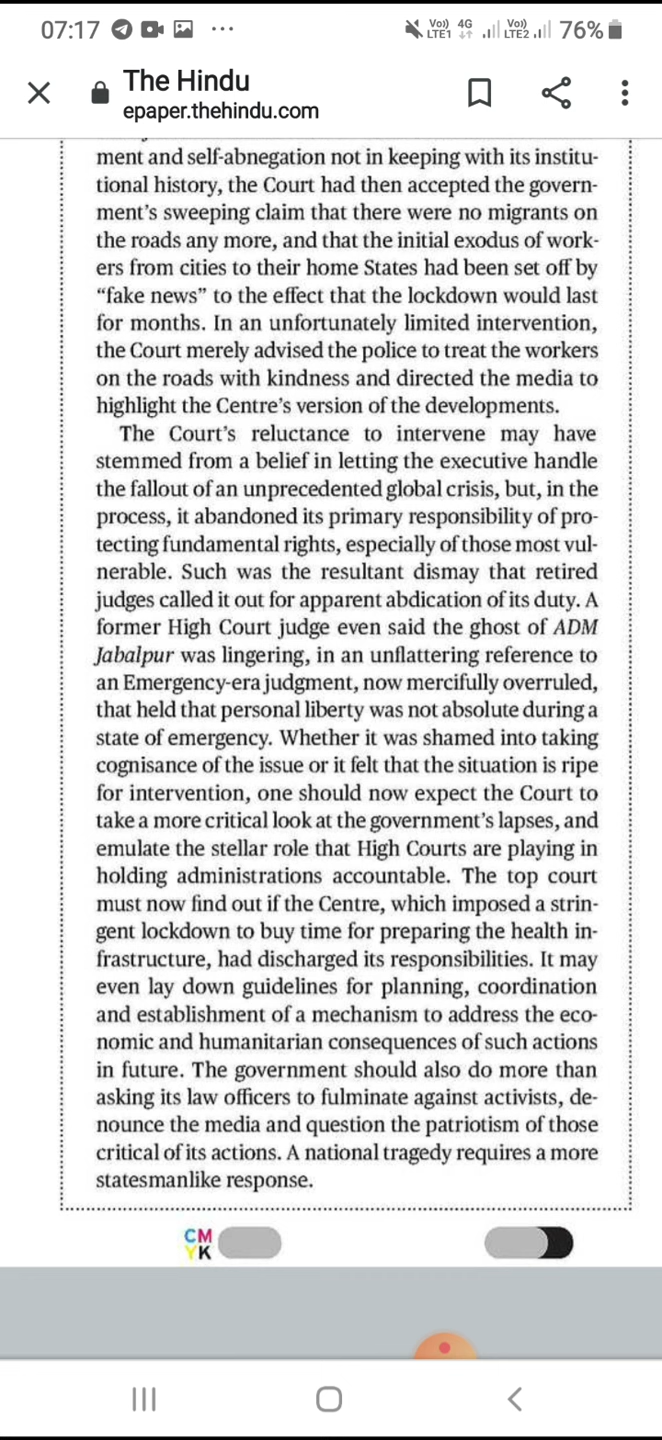 07:17 ... Vo)) LTE1 4G Vo)) LTE2 76%
The Hindu
epaper.thehindu.com
ment and self-abnegation not in keeping with its institu-
tional history, the Court had then accepted the govern-
ment's sweeping claim that there were no migrants on
the roads any more, and that the initial exodus of work-
ers from cities to their home States had been set off by
“fake news” to the effect that the lockdown would last
for months. In an unfortunately limited intervention,
the Court merely advised the police to treat the workers
on the roads with kindness and directed the media to
highlight the Centre's version of the developments.
The Court's reluctance to intervene may have
stemmed from a belief in letting the executive handle
the fallout of an unprecedented global crisis, but, in the
process, it abandoned its primary responsibility of pro-
tecting fundamental rights, especially of those most vul-
nerable. Such was the resultant dismay that retired
judges called it out for apparent abdication of its duty. A
former High Court judge even said the ghost of ADM
Jabalpur was lingering, in an unflattering reference to
an Emergency-era judgment, now mercifully overruled,
that held that personal liberty was not absolute during a
state of emergency. Whether it was shamed into taking
cognisance of the issue or it felt that the situation is ripe
for intervention, one should now expect the Court to
take a more critical look at the government's lapses, and
emulate the stellar role that High Courts are playing in
holding administrations accountable. The top court
must now find out if the Centre, which imposed a strin-
gent lockdown to buy time for preparing the health in-
frastructure, had discharged its responsibilities. It may
even lay down guidelines for planning, coordination
and establishment of a mechanism to address the eco-
nomic and humanitarian consequences of such actions
in future. The government should also do more than
asking its law officers to fulminate against activists, de-
nounce the media and question the patriotism of those
critical of its actions. A national tragedy requires a more
statesmanlike response.
CM
YK